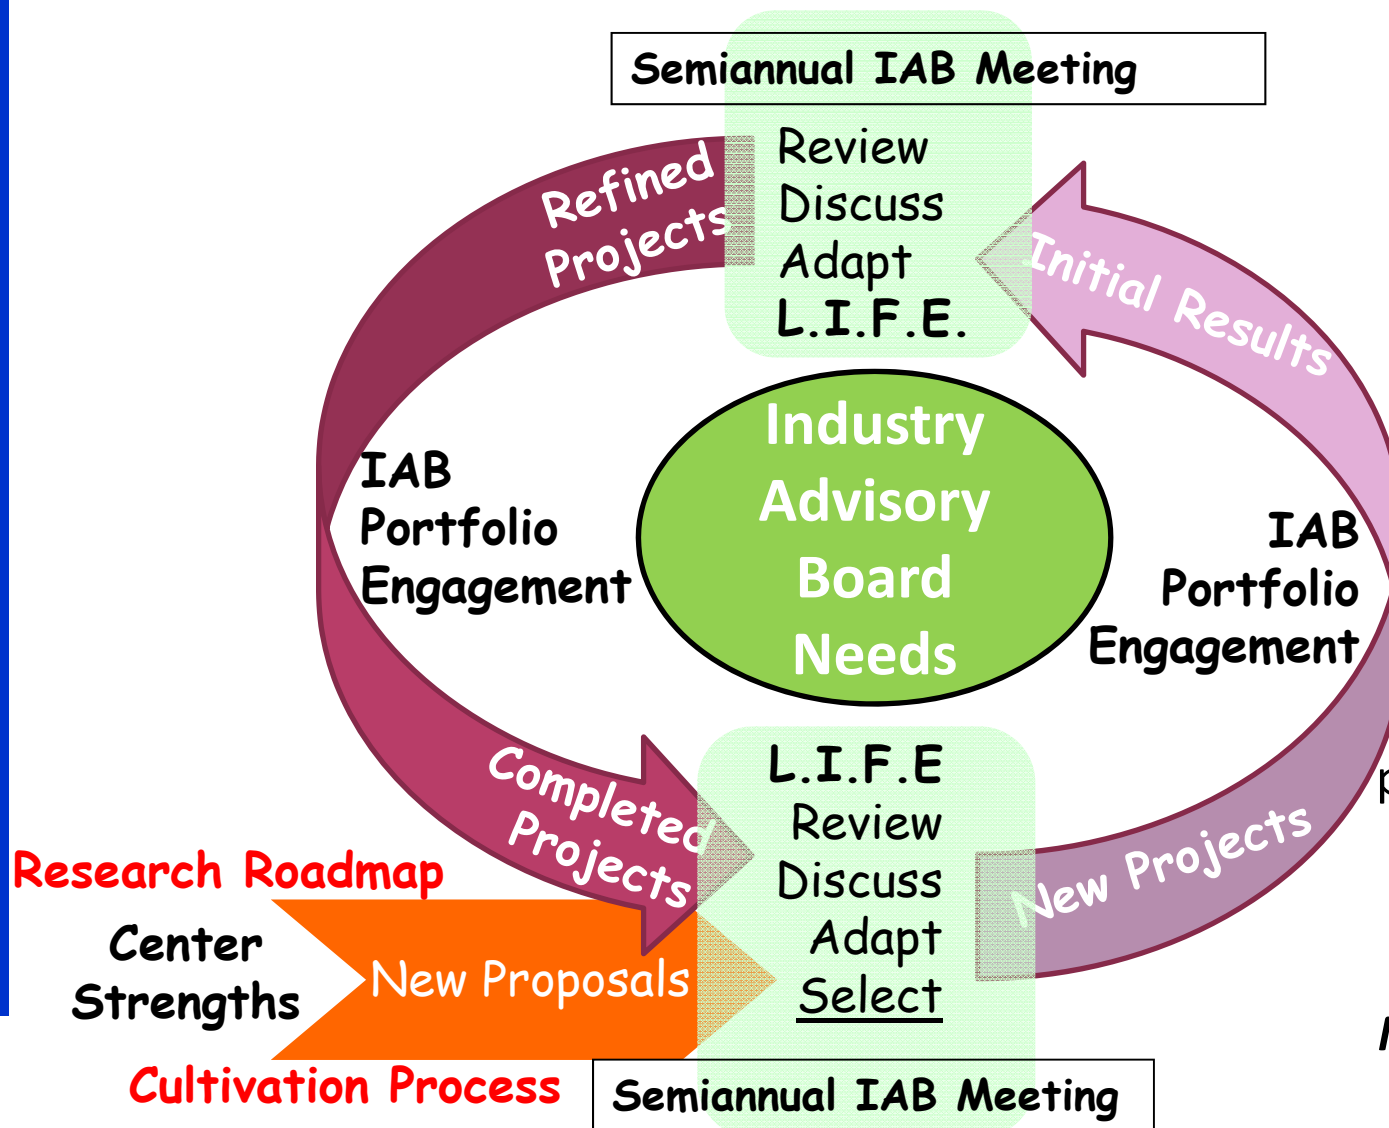 Semiannual IAB Meeting
Review
Discuss
Adapt
L.I.F.E.
Refined
Projects
Initial Results
Industry
Advisory
Board
Needs
IAB
Portfolio
Engagement
IAB
Portfolio
Engagement
L.I.F.E
Review
Discuss
Adapt
Select
Completed
Projects
New Projects
Research Roadmap
Center
Strengths
New Proposals
Cultivation Process
Semiannual IAB Meeting